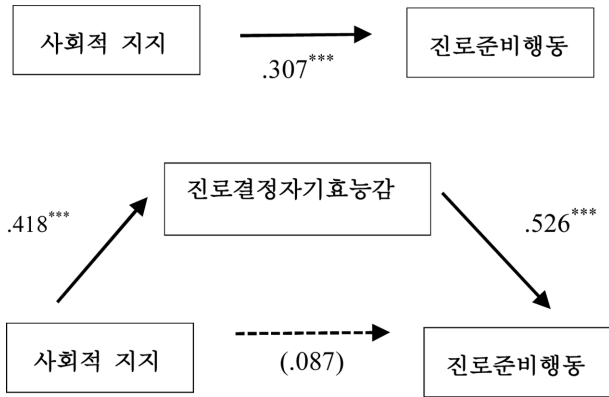 사회적 지지
진로준비행동
.307***
진로결정자기효능감
.418***
.526***
사회적 지지
(.087)
진로준비행동